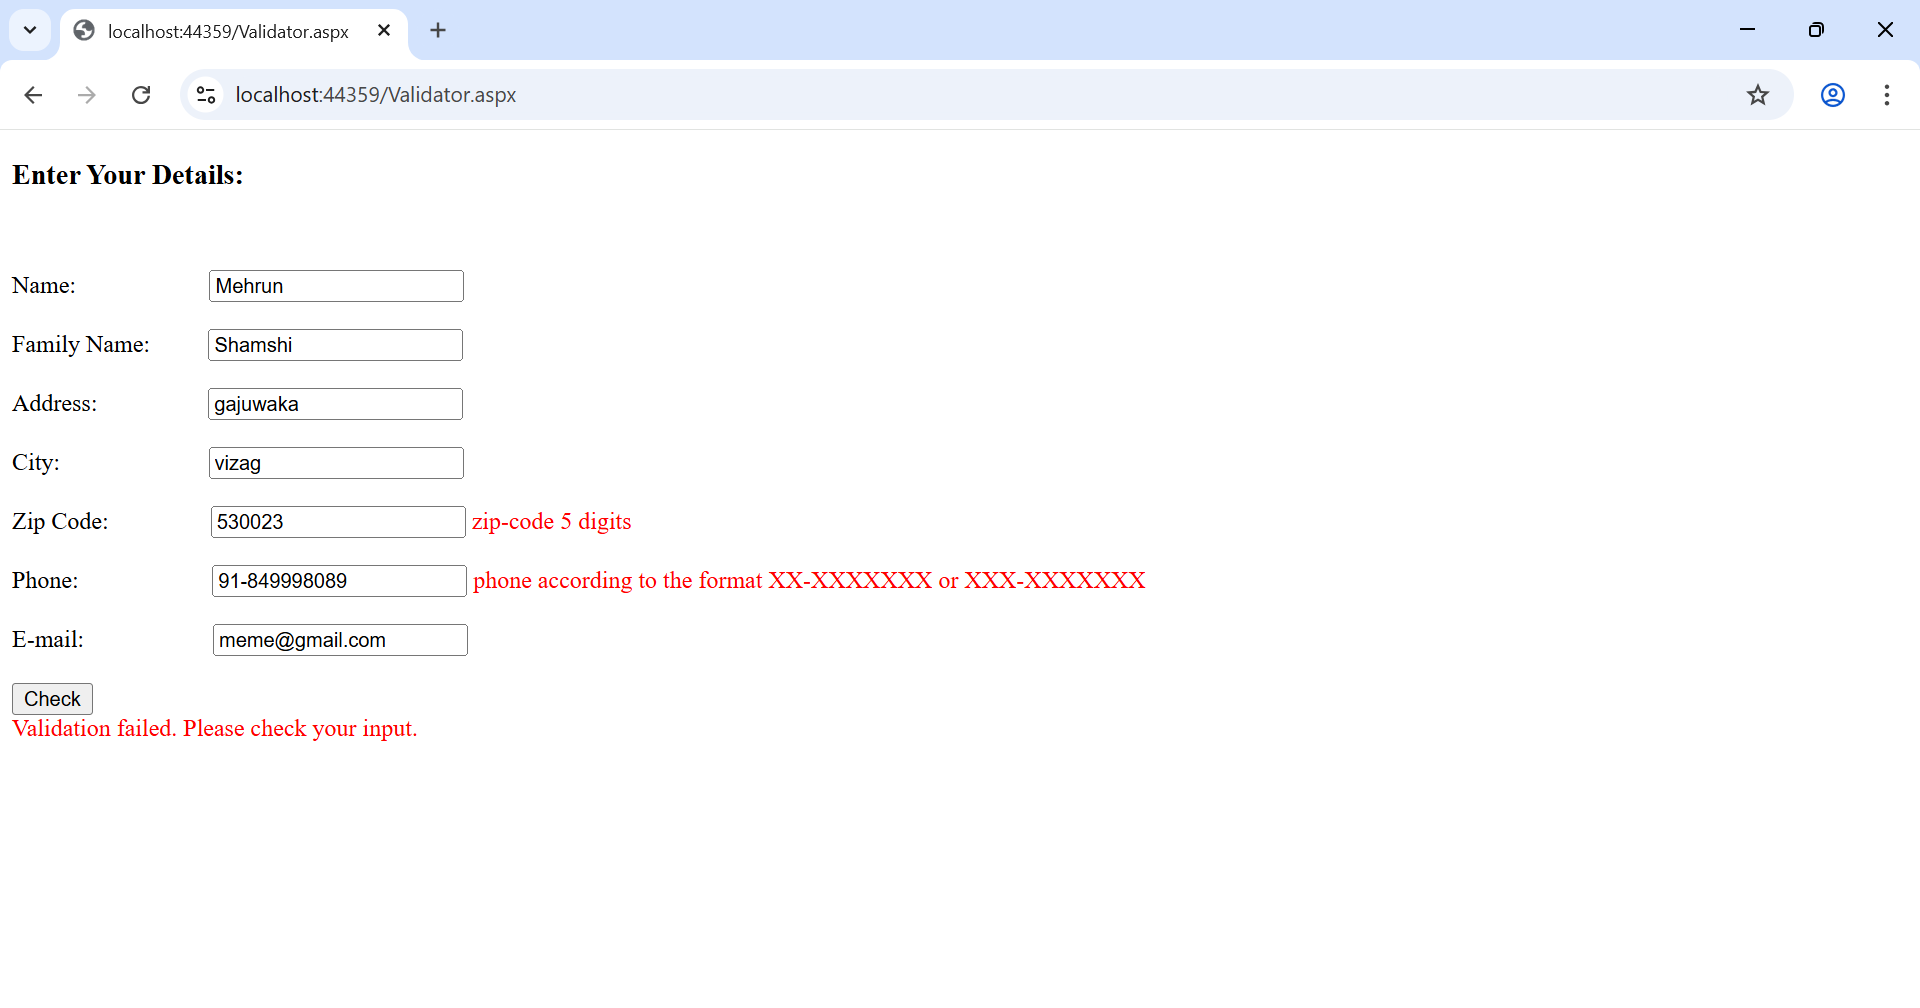 localhost:44359/Validator.aspx
localhost:44359/Validator.aspx
Enter Your Details:
Name: Mehrun
Family Name: Shamshi
Address: gajuwaka
City: vizag
Zip Code: 530023 zip-code 5 digits
Phone: 91-849998089 phone according to the format XX-XXXXXXX or XXX-XXXXXXX
E-mail: meme@gmail.com
Check
Validation failed. Please check your input.